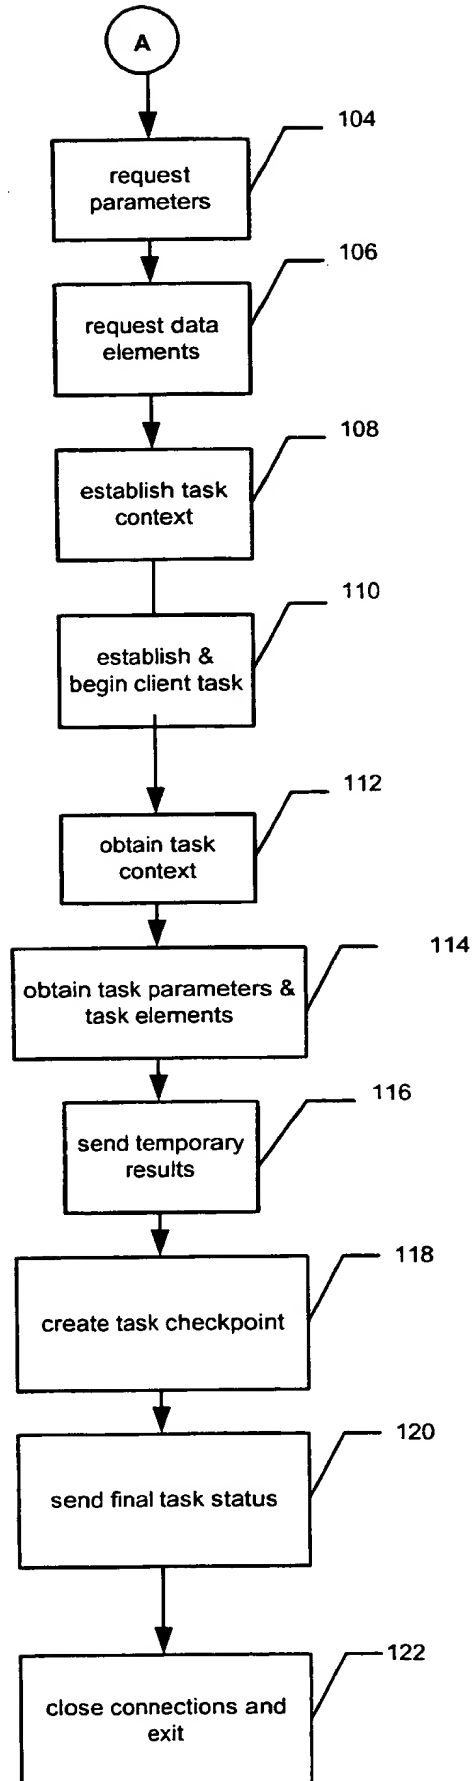 A
104
request
parameters
106
request data
elements
108
establish task
context
110
establish &
begin client task
112
obtain task
context
114
obtain task parameters &
task elements
116
send temporary
results
118
create task checkpoint
120
send final task status
122
close connections and
exit